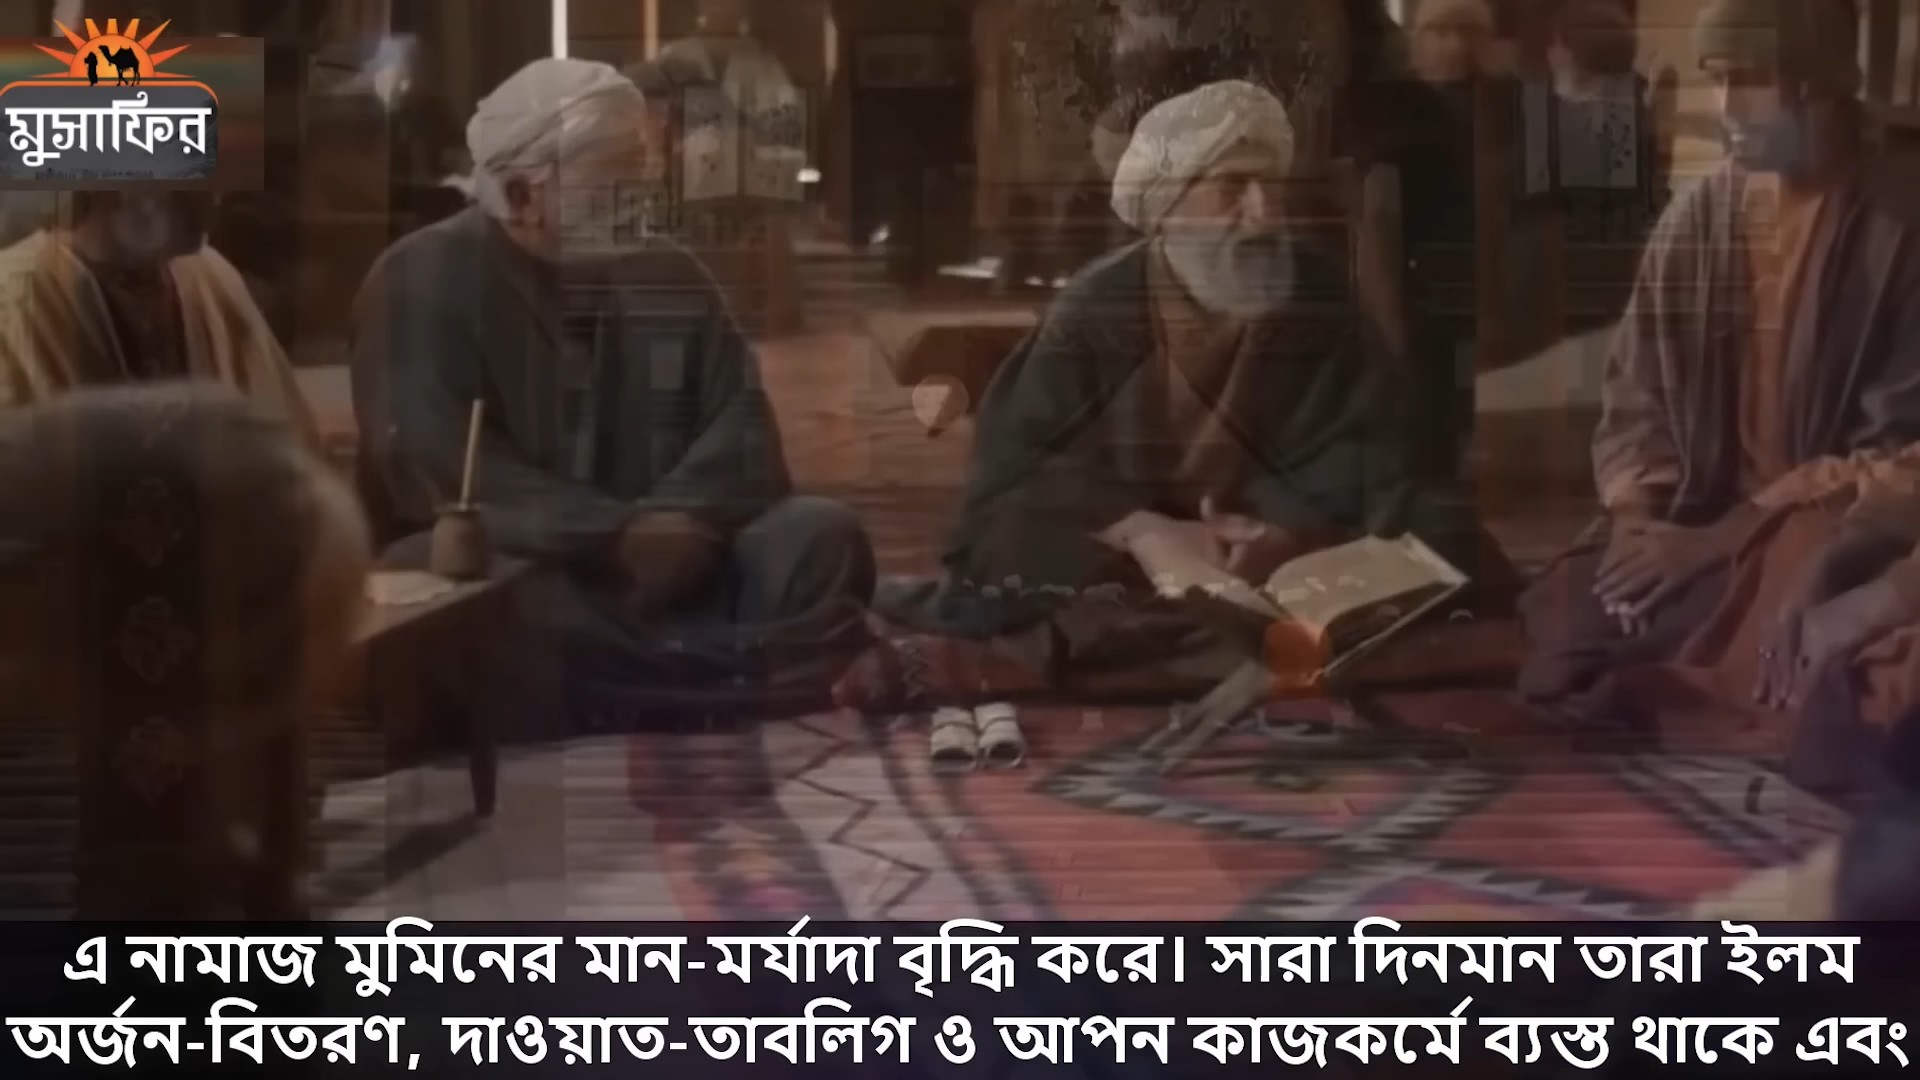 মুসাফির
এ নামাজ মুমিনের মান-মর্যাদা বৃদ্ধি করে। সারা দিনমান তারা ইলম
অর্জন-বিতরণ, দাওয়াত-তাবলিগ ও আপন কাজকর্মে ব্যস্ত থাকে এবং